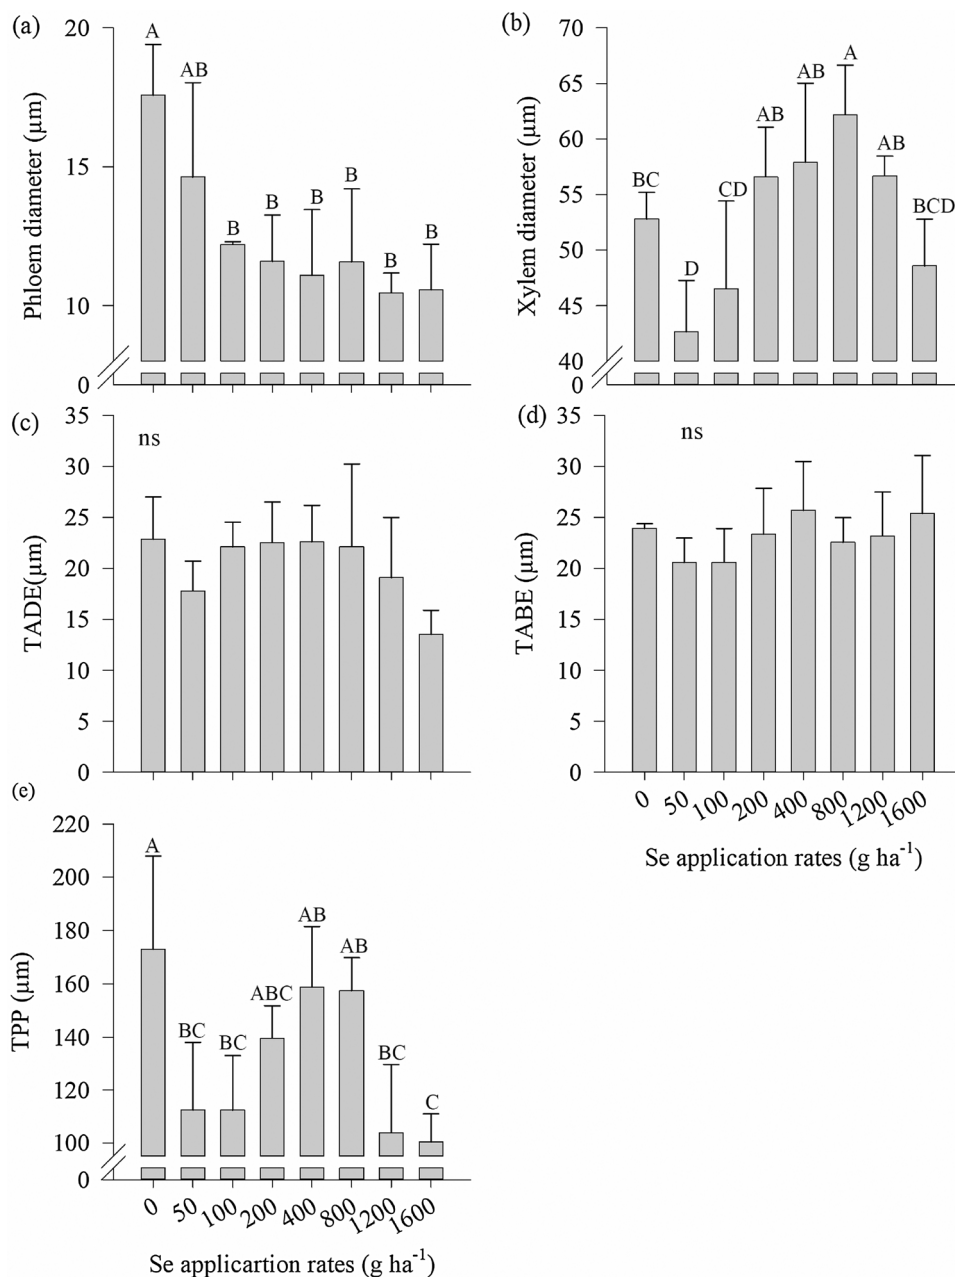 (a)
Phloem diameter (μm)
20
15
10
0
A
AB
B
B
B
B
B
B
(b)
Xylem diameter (μm)
70
65
60
55
50
45
40
0
BC
D
CD
AB
AB
A
AB
BCD
(c)
TADE(μm)
35
30
25
20
15
10
5
0
ns
(d)
TABE (μm)
35
30
25
20
15
10
5
0
ns
0 50 100 200 400 800 1200 1600
Se application rates (g ha⁻¹)
(e)
TPP (μm)
220
200
180
160
140
120
100
0
A
BC
BC
ABC
AB
AB
BC
C
0 50 100 200 400 800 1200 1600
Se applicartion rates (g ha⁻¹)